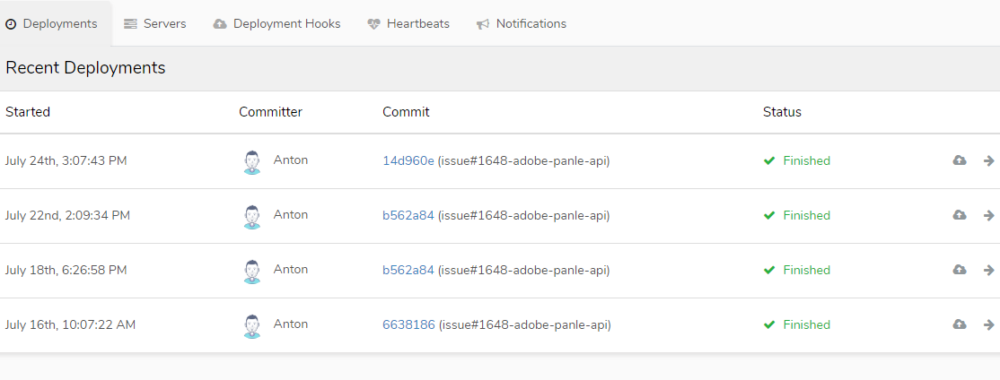 Deployments Servers Deployment Hooks Heartbeats Notifications
Recent Deployments
Started Committer Commit Status
July 24th, 3:07:43 PM Anton 14d960e (issue#1648-adobe-panle-api) Finished
July 22nd, 2:09:34 PM Anton b562a84 (issue#1648-adobe-panle-api) Finished
July 18th, 6:26:58 PM Anton b562a84 (issue#1648-adobe-panle-api) Finished
July 16th, 10:07:22 AM Anton 6638186 (issue#1648-adobe-panle-api) Finished